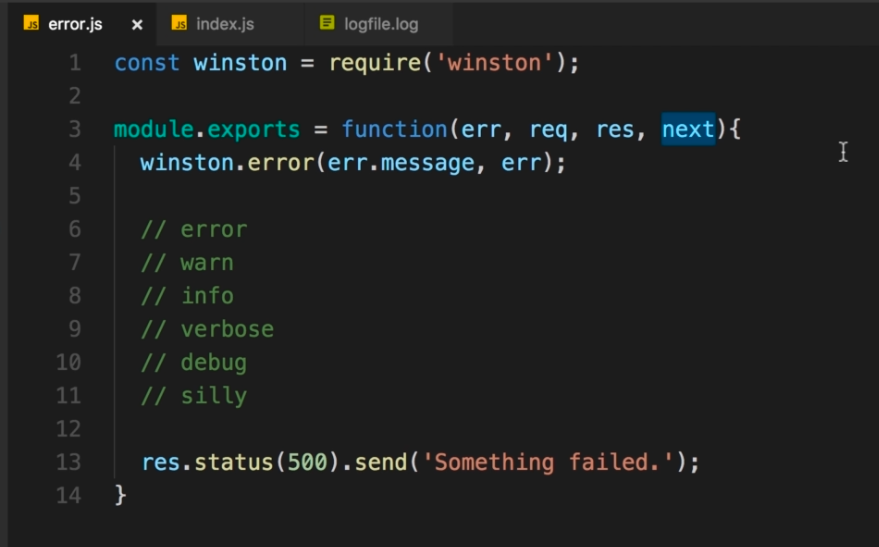 error.js × index.js logfile.log
1 const winston = require('winston');
2
3 module.exports = function(err, req, res, next){
4   winston.error(err.message, err);
5
6   // error
7   // warn
8   // info
9   // verbose
10   // debug
11   // silly
12
13   res.status(500).send('Something failed.');
14 }